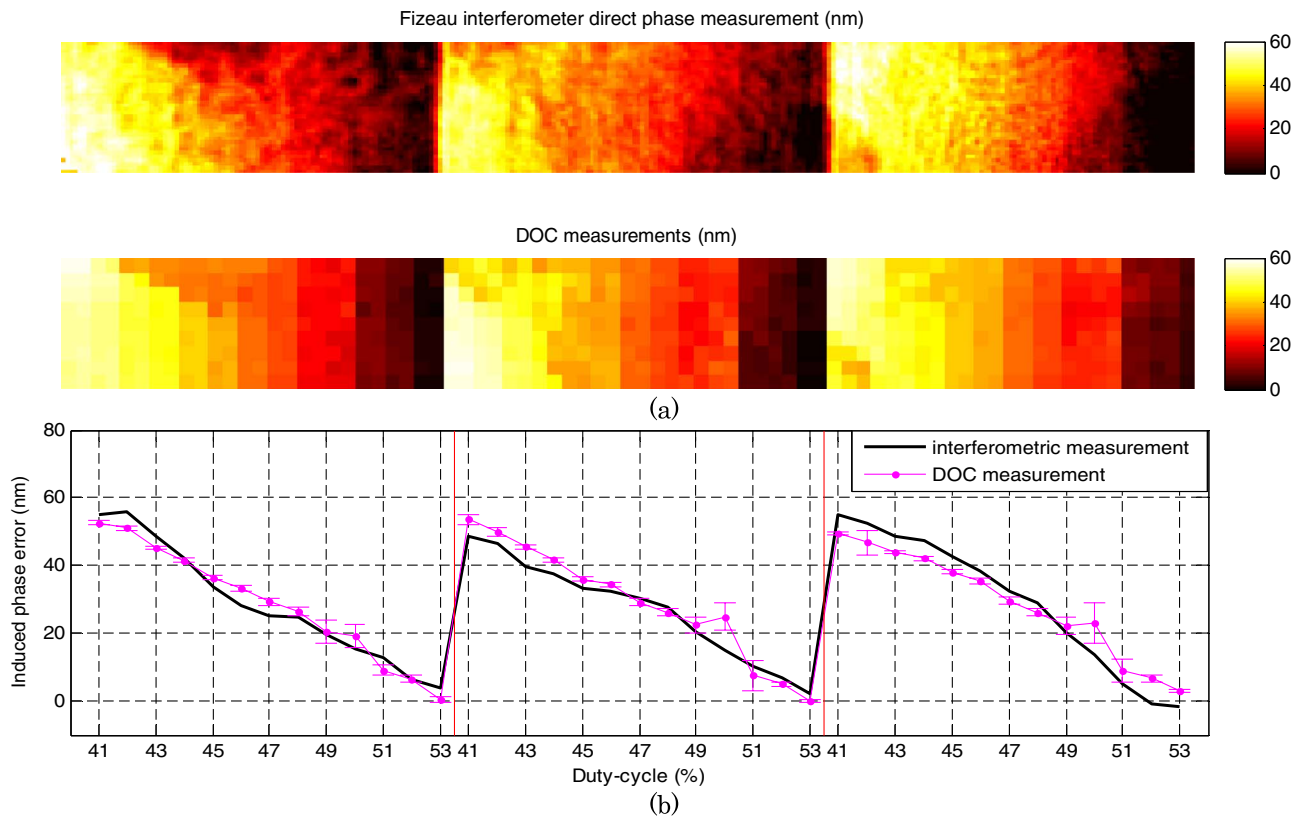 Fizeau interferometer direct phase measurement (nm)
60
40
20
0
DOC measurements (nm)
60
40
20
0
(a)
80
60
40
20
0
Induced phase error (nm)
interferometric measurement
DOC measurement
41 43 45 47 49 51 53 41 43 45 47 49 51 53 41 43 45 47 49 51 53
Duty-cycle (%)
(b)